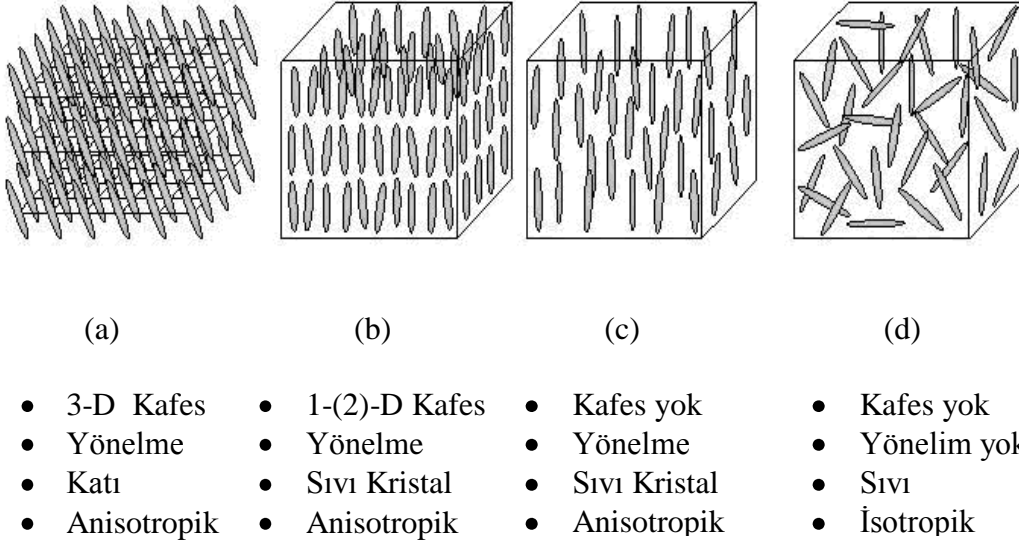 (a) (b) (c) (d)
• 3-D Kafes • 1-(2)-D Kafes • Kafes yok • Kafes yok
• Yönelme • Yönelme • Yönelme • Yönelim yok
• Katı • Sıvı Kristal • Sıvı Kristal • Sıvı
• Anisotropik • Anisotropik • Anisotropik • İsotropik